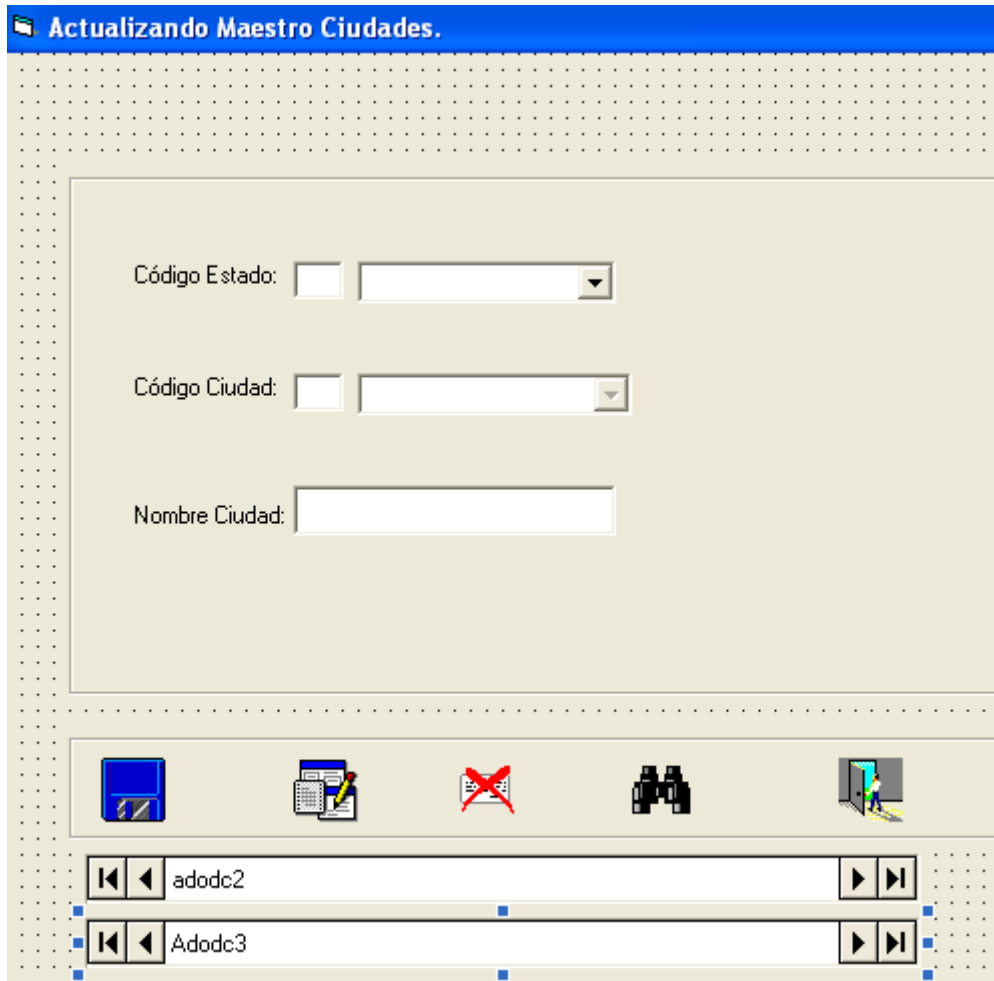 Actualizando Maestro Ciudades.
Código Estado:
Código Ciudad:
Nombre Ciudad:
adodc2
Adodc3